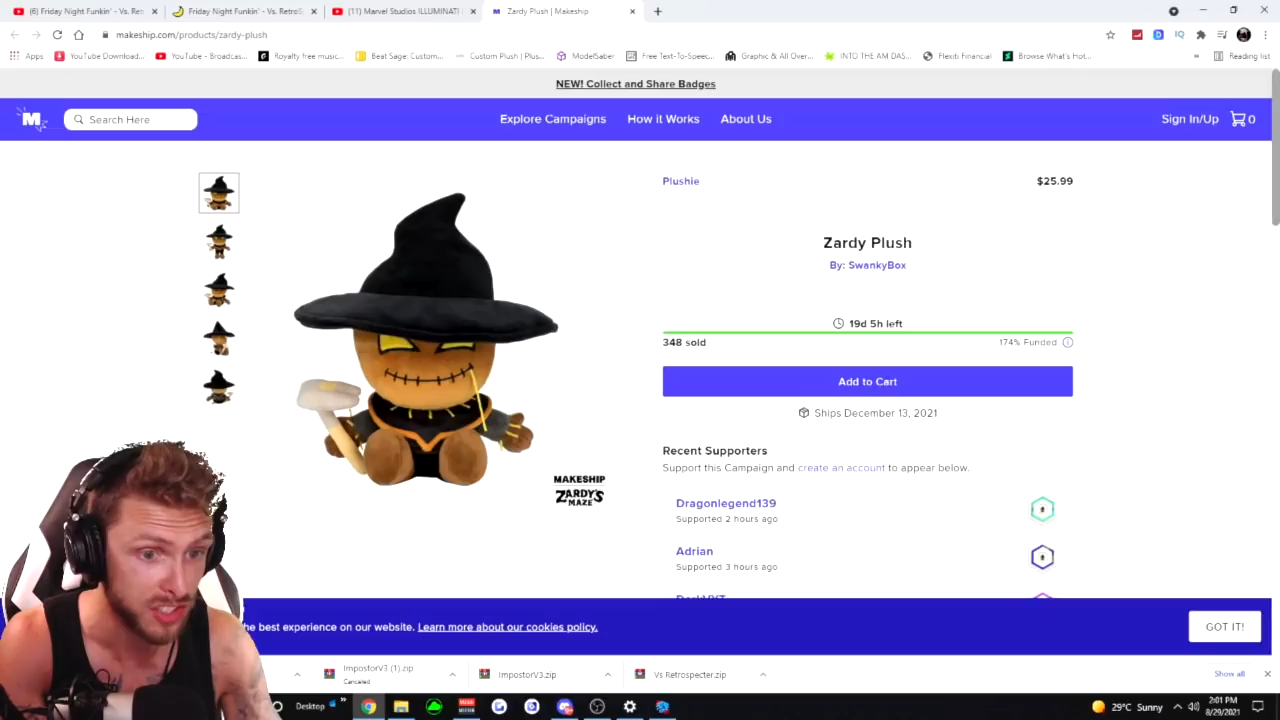 (6) Friday Night Funkin' - Vs. Ret
Friday Night Funkin' - Vs. RetroS
(11) Marvel Studios ILLUMINATI
Zardy Plush | Makeship
makeship.com/products/zardy-plush
Apps
YouTube Download...
YouTube - Broadcas...
Royalty free music...
Beat Sage: Custom...
Custom Plush | Plus...
ModelSaber
Free Text-To-Speec...
Graphic & All Over...
INTO THE AM DAS...
Flexiti Financial
Browse What's Hot...
Reading list
NEW! Collect and Share Badges
M
Search Here
Explore Campaigns
How it Works
About Us
Sign In/Up
0
Plushie
$25.99
Zardy Plush
By: SwankyBox
19d 5h left
348 sold
174% Funded
Add to Cart
Ships December 13, 2021
Recent Supporters
Support this Campaign and create an account to appear below.
MAKESHIP
ZARDY'S
MAZE
Dragonlegend139
Supported 2 hours ago
Adrian
Supported 3 hours ago
he best experience on our website. Learn more about our cookies policy.
GOT IT!
ImpostorV3 (1).zip
Canceled
ImpostorV3.zip
Vs Retrospecter.zip
Show all
Desktop
29°C Sunny
2:01 PM
8/29/2021